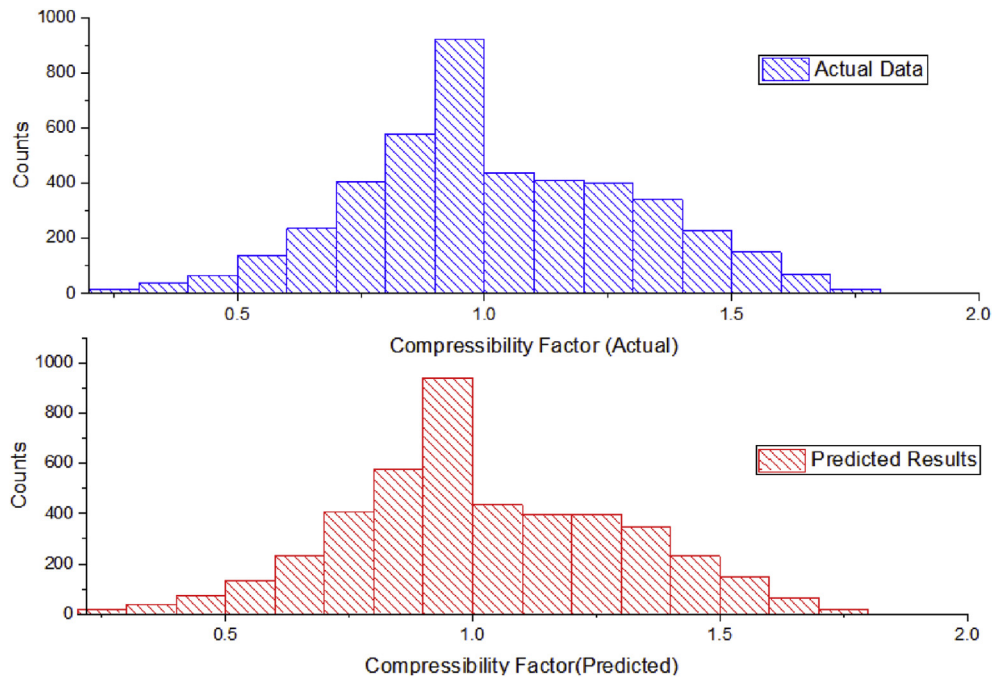 1000
800
600
400
200
0
Counts
Actual Data
0.5 1.0 1.5 2.0
Compressibility Factor (Actual)
1000
800
600
400
200
0
Counts
Predicted Results
0.5 1.0 1.5 2.0
Compressibility Factor(Predicted)